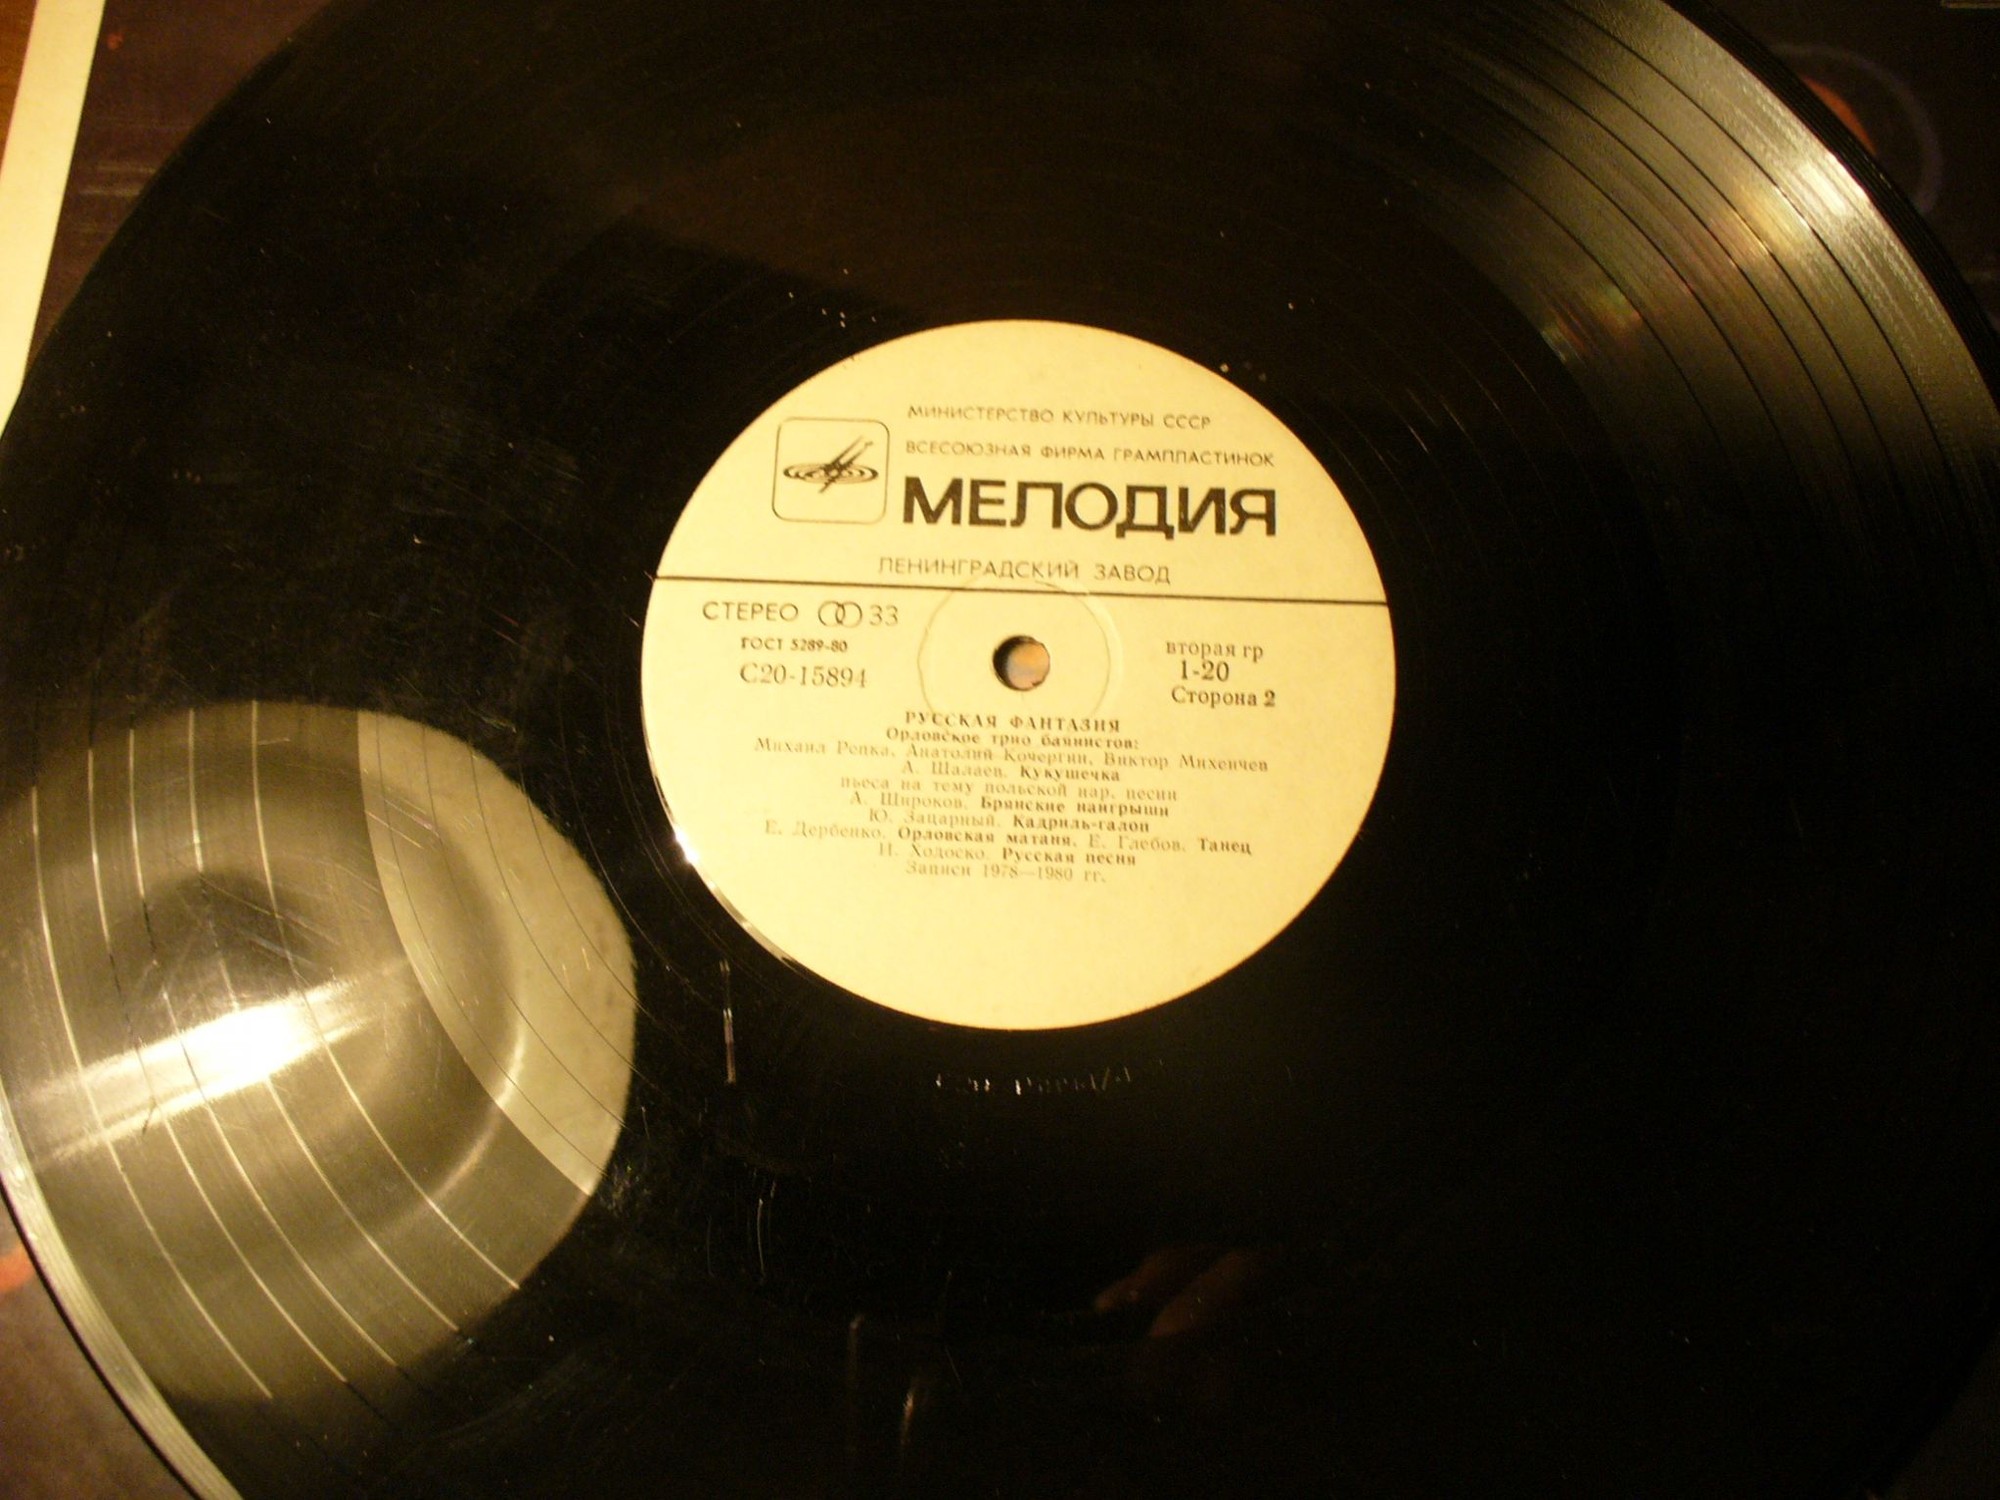 МИНИСТЕРСТВО КУЛЬТУРЫ СССР
ВСЕСОЮЗНАЯ ФИРМА ГРАМПЛАСТИНОК
МЕЛОДИЯ
ЛЕНИНГРАДСКИЙ ЗАВОД
СТЕРЕО 33
ГОСТ 5289-80
С20-15894
вторая гр
1-20
Сторона 2
РУССКАЯ ФАНТАЗИЯ
Орловское трио баянистов:
Михаил Репка, Анатолий Кочергин, Виктор Михеичев
А. Шалаев. Кукушечка
пьеса на тему польской нар. песни
А. Широков. Брянские наигрыши
Ю. Зацарный. Кадриль-галоп
Е. Дербенко. Орловская матаня. Е. Глебов. Танец
И. Ходоско. Русская песня
Записи 1978—1980 гг.